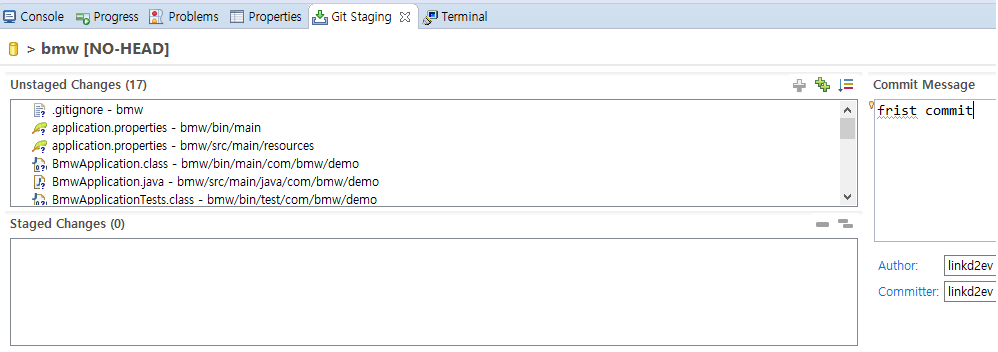 Console Progress Problems Properties Git Staging Terminal
> bmw [NO-HEAD]
Unstaged Changes (17)
.gitignore - bmw
application.properties - bmw/bin/main
application.properties - bmw/src/main/resources
BmwApplication.class - bmw/bin/main/com/bmw/demo
BmwApplication.java - bmw/src/main/java/com/bmw/demo
BmwApplicationTests.class - bmw/bin/test/com/bmw/demo
Staged Changes (0)
Commit Message
frist commit
Author: linkd2ev
Committer: linkd2ev